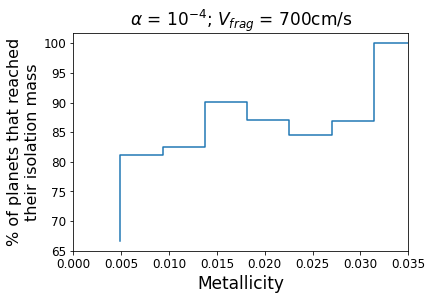 α = 10⁻⁴; V_frag = 700cm/s
% of planets that reached
their isolation mass
100
95
90
85
80
75
70
65
0.000 0.005 0.010 0.015 0.020 0.025 0.030 0.035
Metallicity